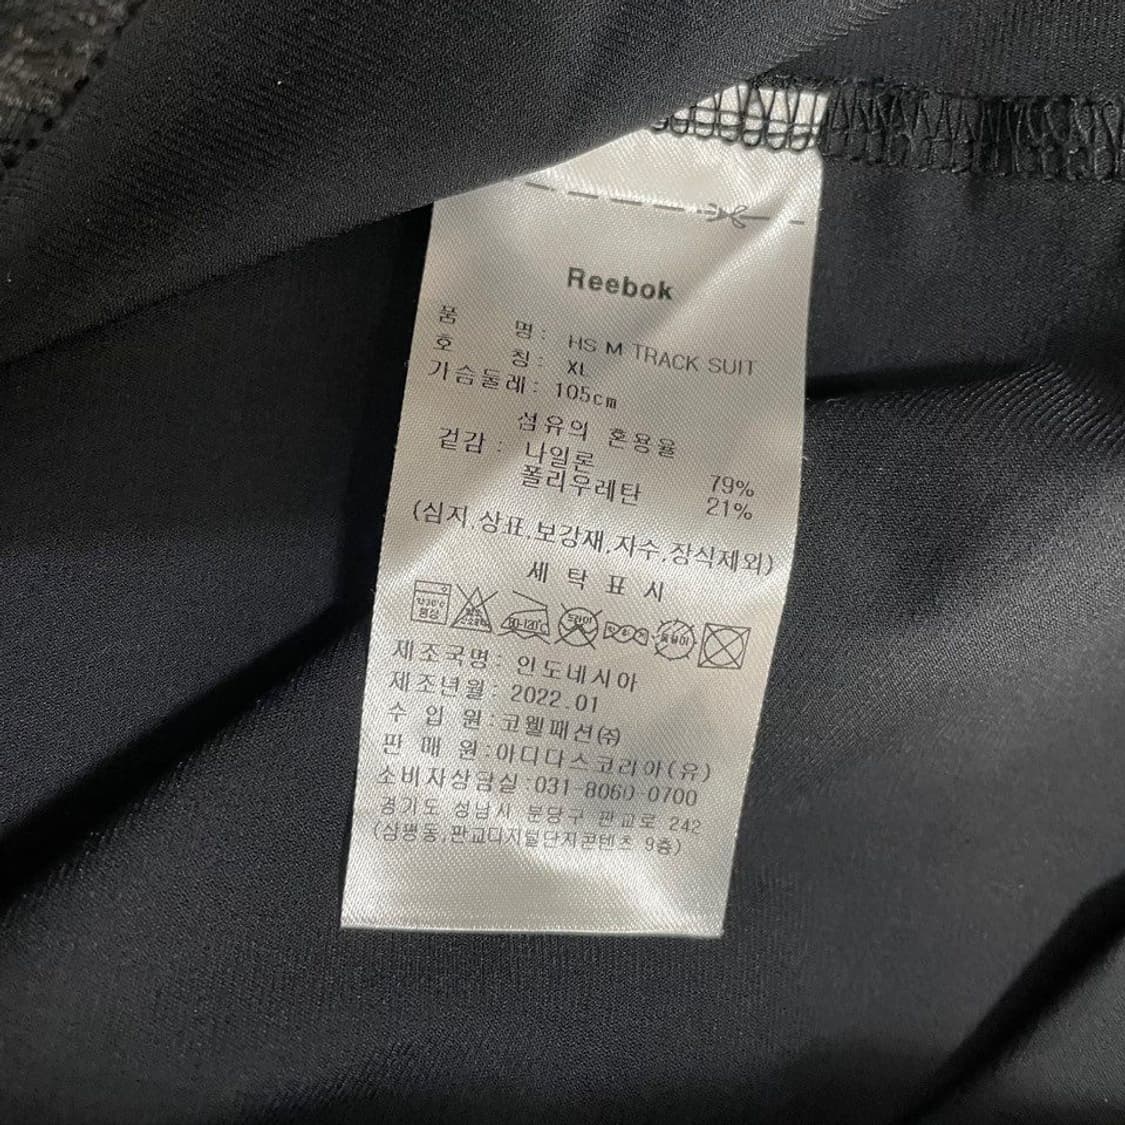 Reebok
품 명: HS M TRACK SUIT
호 칭: XL
가슴둘레: 105cm
섬유의 혼용율
겉감: 나일론 79%
폴리우레탄 21%
(심지,상표,보강재,자수,장식제외)
세 탁 표 시
드라이
제조국명: 인도네시아
제조년월: 2022.01
수 입 원:코웰패션㈜
판 매 원:아디다스코리아(유)
소비자상담실:031-8060-0700
경기도 성남시 분당구 판교로 242
(삼평동,판교디지털단지콘텐츠 9층)